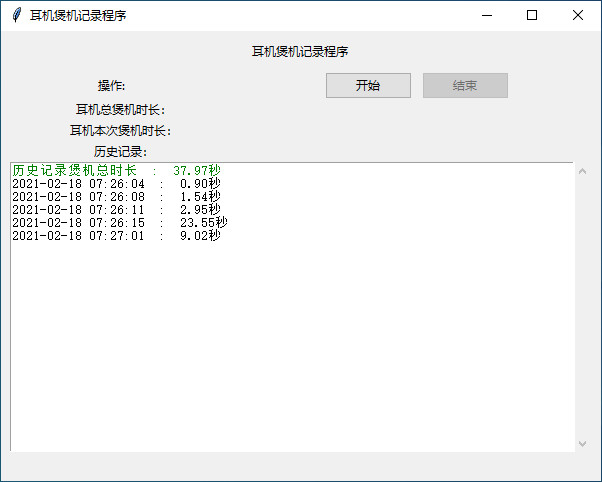 耳机煲机记录程序
耳机煲机记录程序
操作: 开始 结束
耳机总煲机时长:
耳机本次煲机时长:
历史记录:
历史记录煲机总时长 : 37.97秒
2021-02-18 07:26:04 : 0.90秒
2021-02-18 07:26:08 : 1.54秒
2021-02-18 07:26:11 : 2.95秒
2021-02-18 07:26:15 : 23.55秒
2021-02-18 07:27:01 : 9.02秒